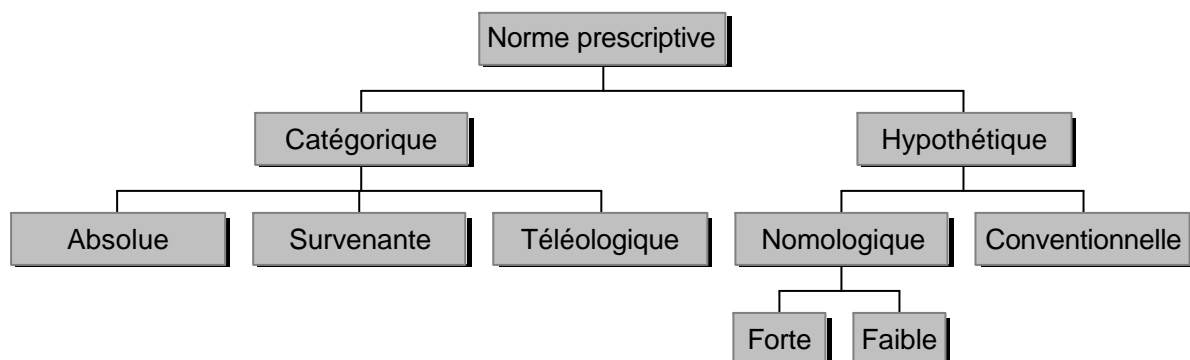 Norme prescriptive
Catégorique
Hypothétique
Absolue
Survenante
Téléologique
Nomologique
Conventionnelle
Forte
Faible